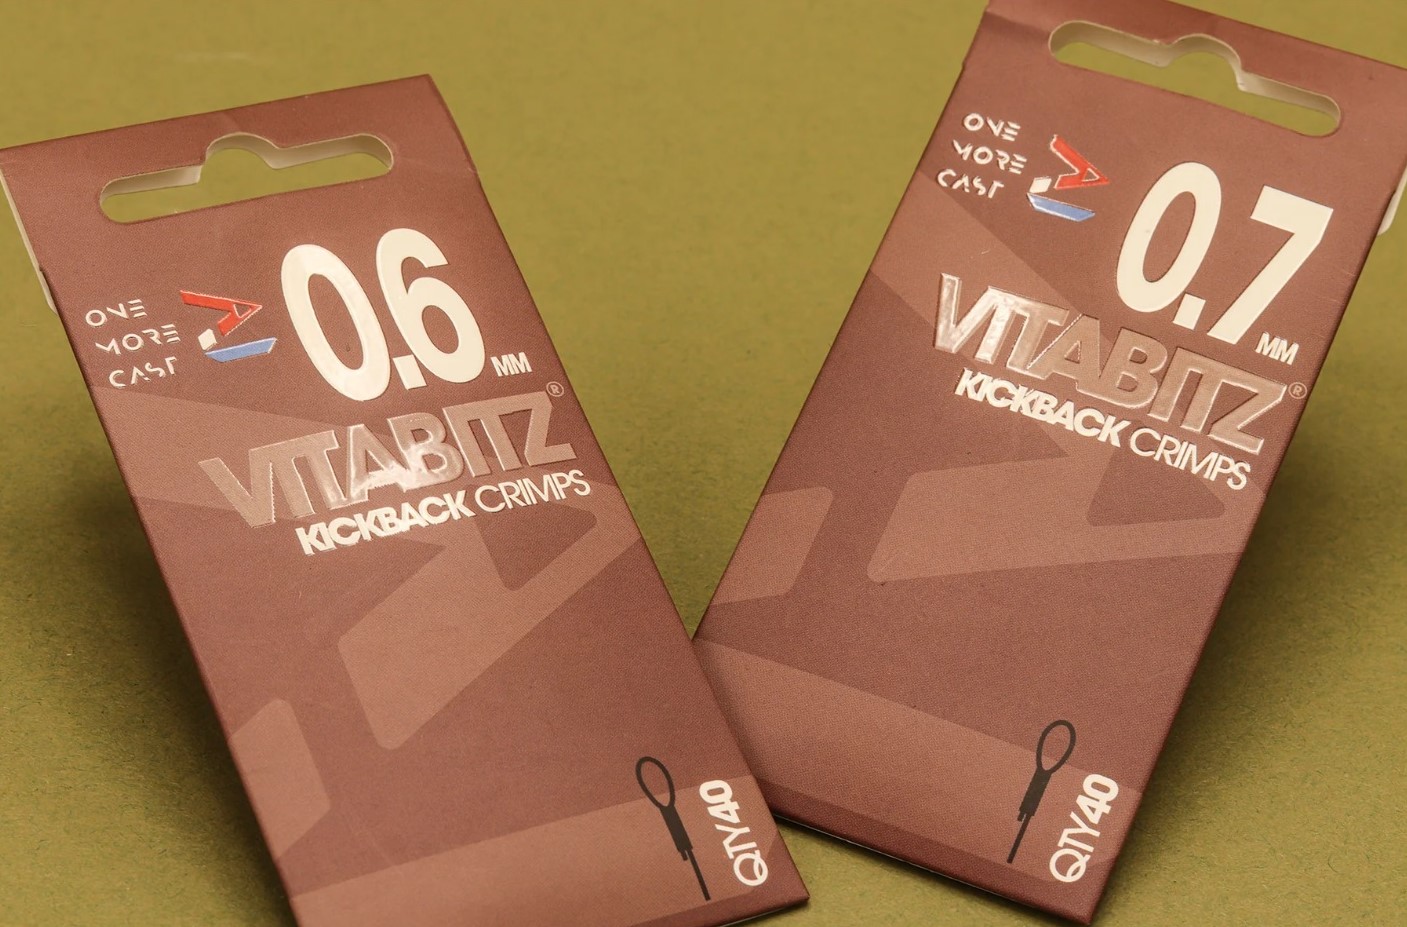 ONE
MORE
CAST
0.6 MM
VITABITZ®
KICKBACK CRIMPS
QTY40
ONE
MORE
CAST
0.7 MM
VITABITZ®
KICKBACK CRIMPS
QTY40